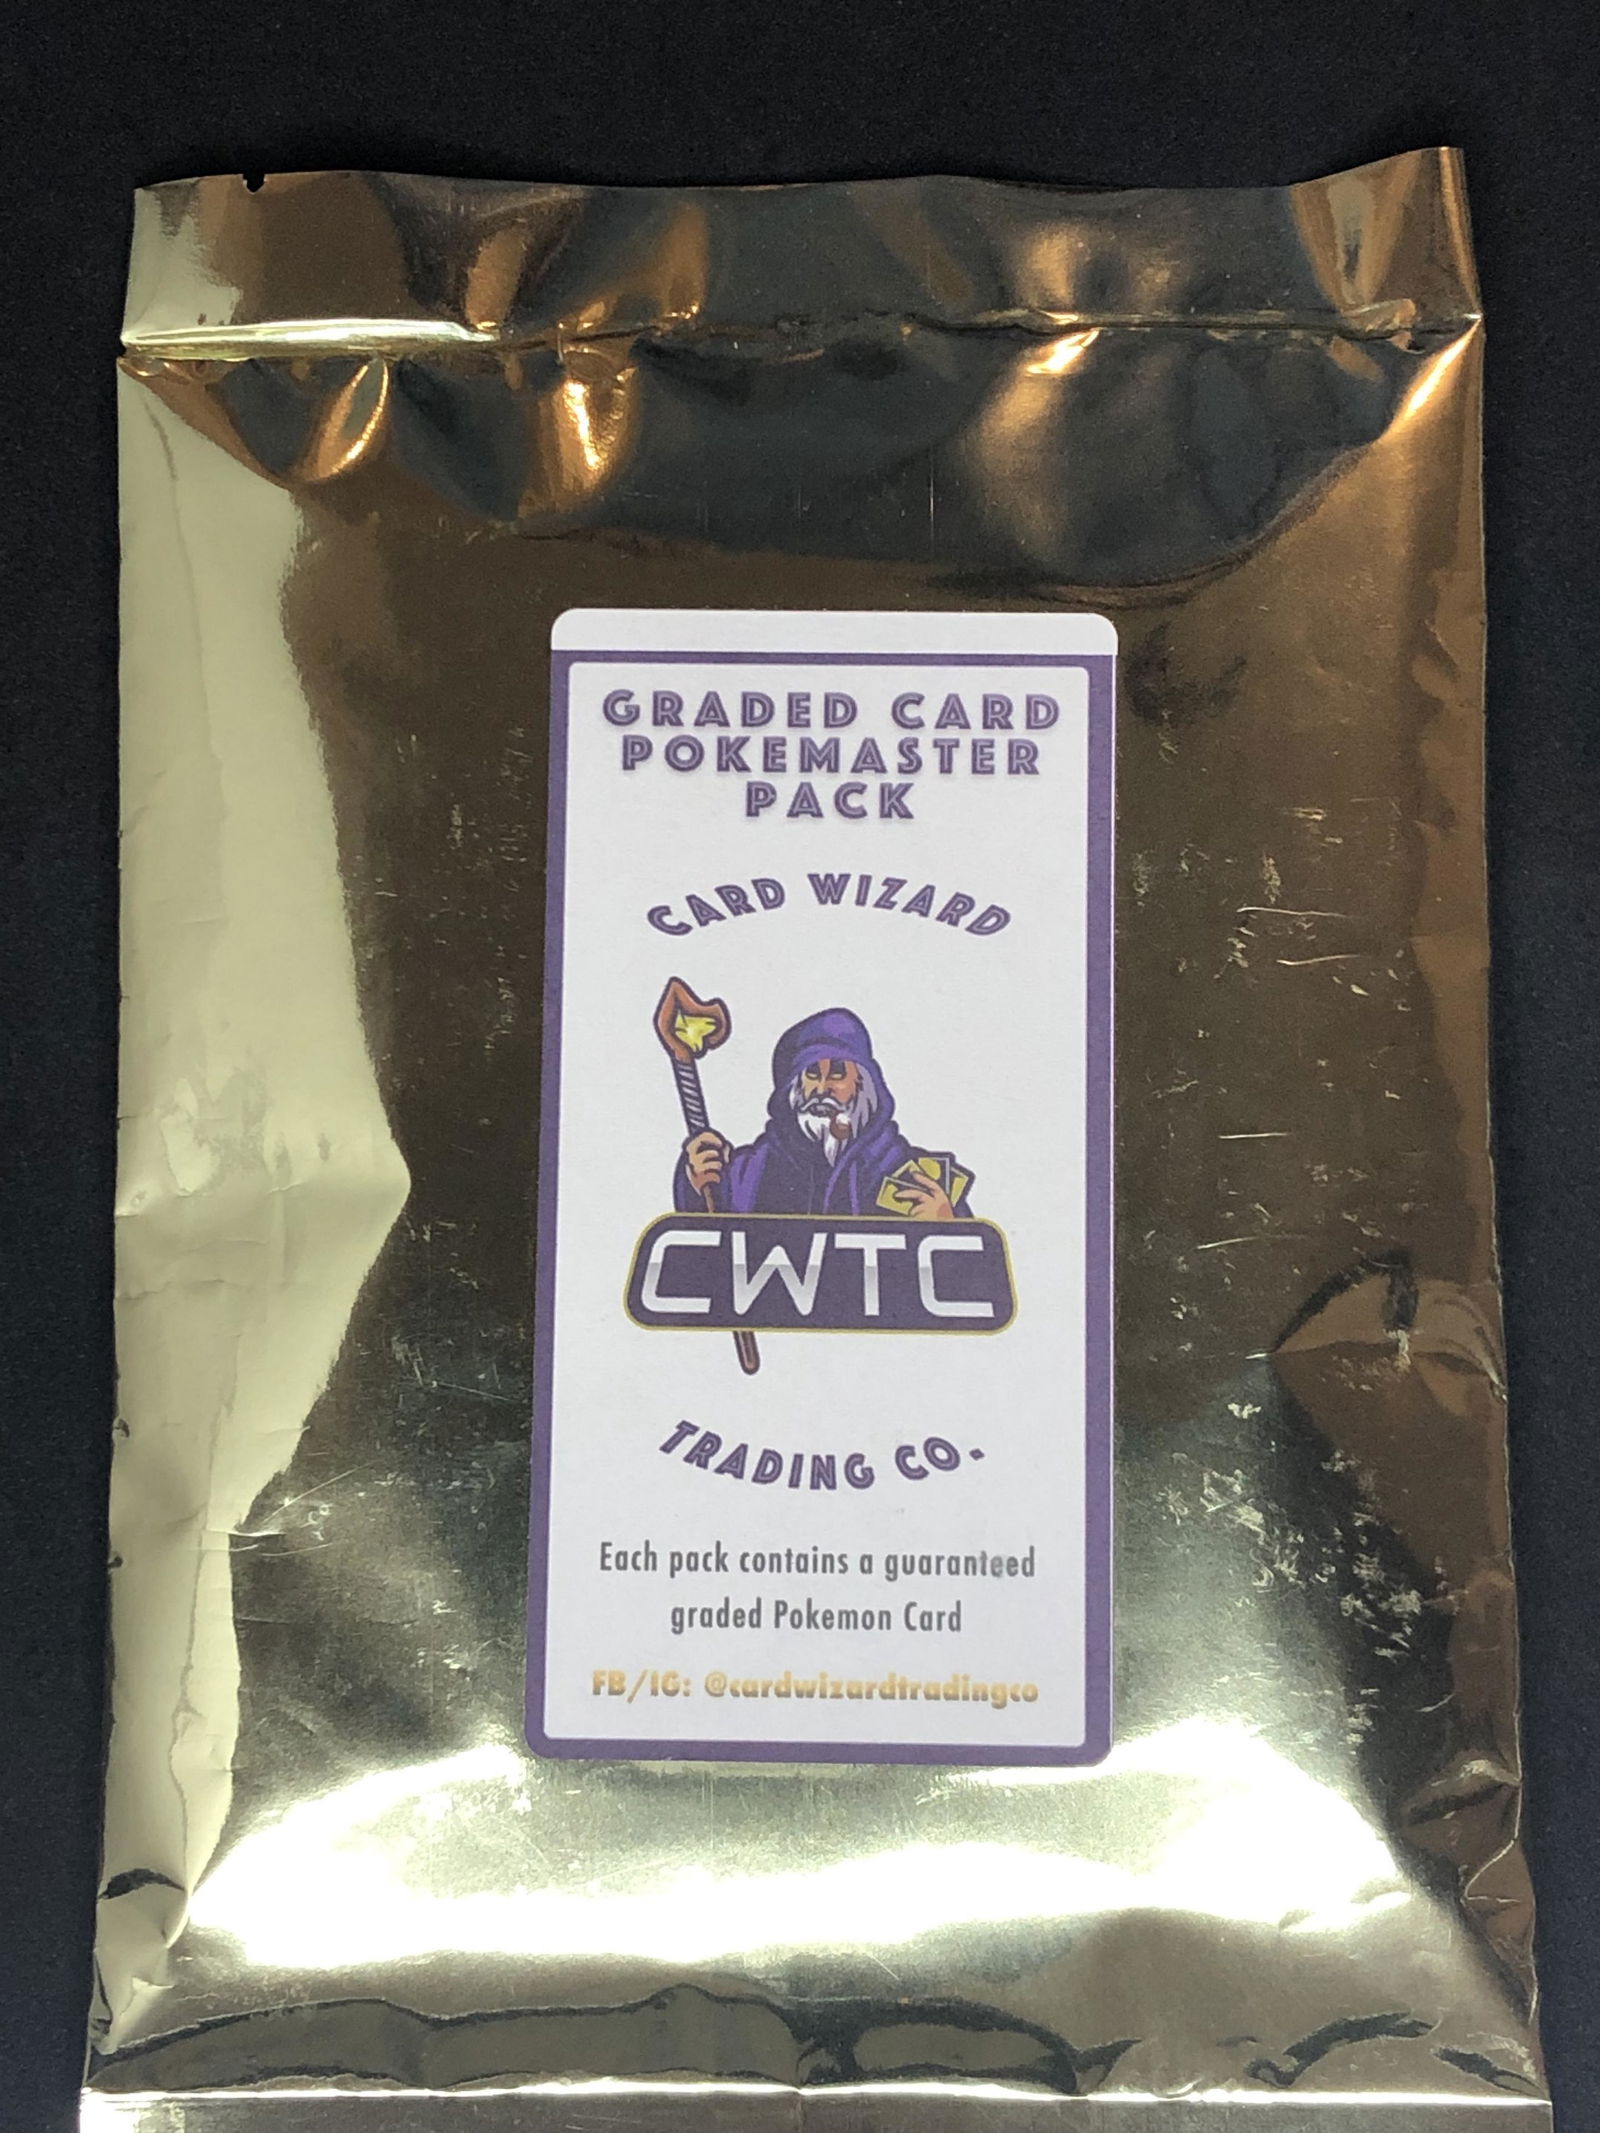 GRADED CARD
POKEMASTER
PACK
CARD WIZARD
CWTC
TRADING CO.
Each pack contains a guaranteed
graded Pokemon Card
FB/IG: @cardwizardtradingco